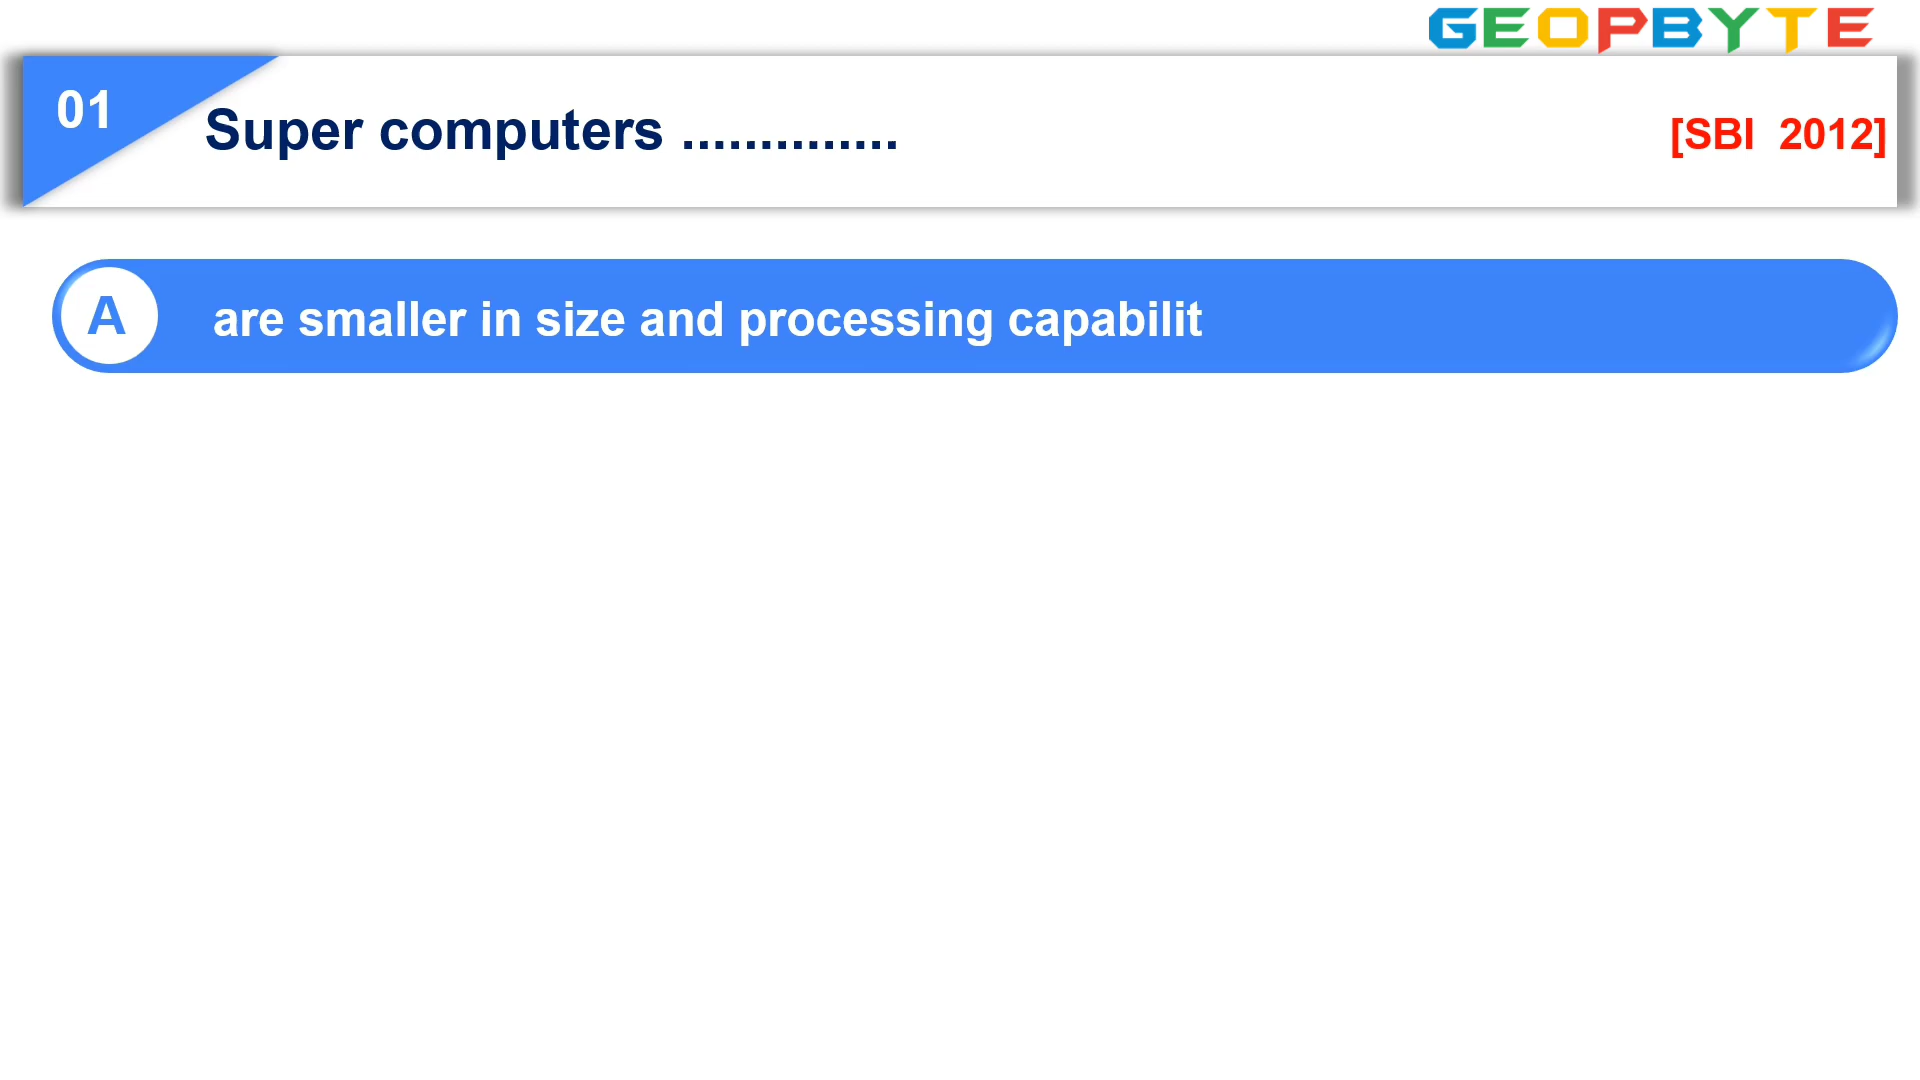 GEOPBYTE
01
Super computers ..............
[SBI 2012]
A
are smaller in size and processing capabilit